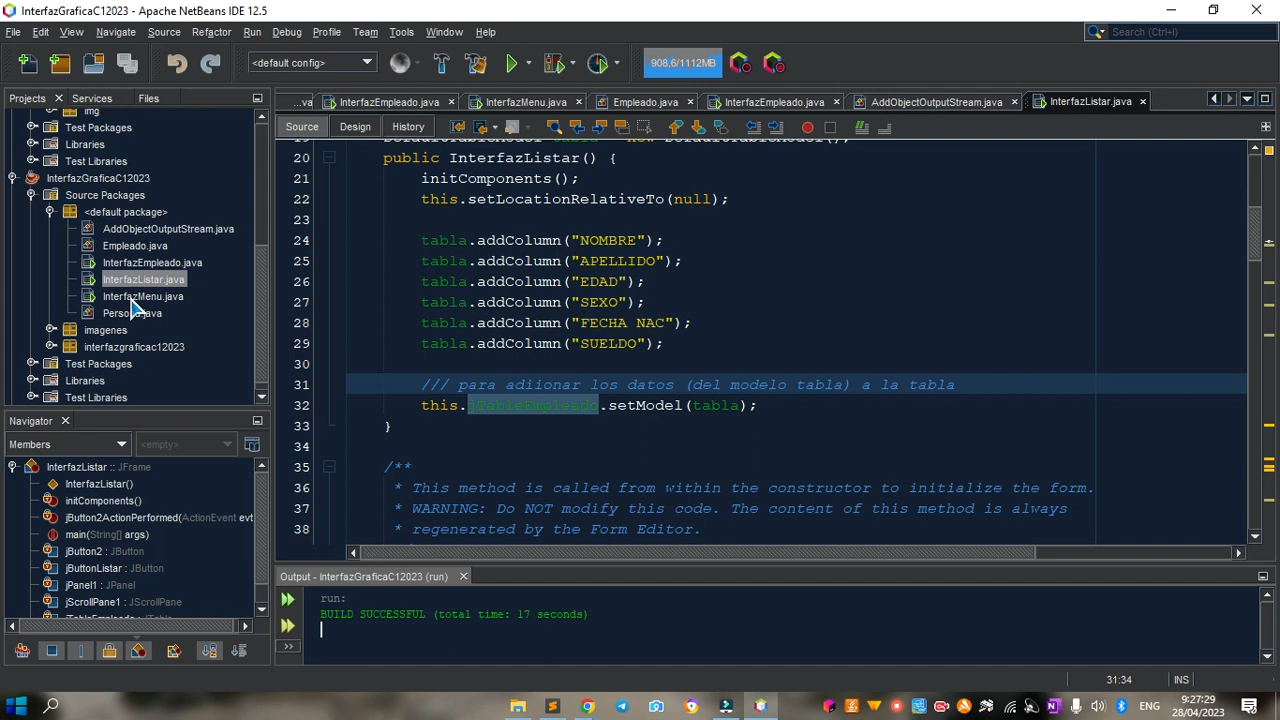 InterfazGraficaC12023 - Apache NetBeans IDE 12.5
File Edit View Navigate Source Refactor Run Debug Profile Team Tools Window Help
Search (Ctrl+I)
<default config>
908,6/1112MB
Projects Services Files
...va InterfazEmpleado.java InterfazMenu.java Empleado.java InterfazEmpleado.java AddObjectOutputStream.java InterfazListar.java
Source Design History
img
Test Packages
Libraries
Test Libraries
InterfazGraficaC12023
Source Packages
<default package>
AddObjectOutputStream.java
Empleado.java
InterfazEmpleado.java
InterfazListar.java
InterfazMenu.java
imagenes
interfazgraficac12023
Test Packages
Libraries
Test Libraries
20 public InterfazListar() {
21 initComponents();
22 this.setLocationRelativeTo(null);
23
24 tabla.addColumn("NOMBRE");
25 tabla.addColumn("APELLIDO");
26 tabla.addColumn("EDAD");
27 tabla.addColumn("SEXO");
28 tabla.addColumn("FECHA NAC");
29 tabla.addColumn("SUELDO");
30
31 /// para adiionar los datos (del modelo tabla) a la tabla
32 this.jTableEmpleado.setModel(tabla);
33 }
34
35 /**
36 * This method is called from within the constructor to initialize the form.
37 * WARNING: Do NOT modify this code. The content of this method is always
38 * regenerated by the Form Editor.
Navigator
Members <empty>
InterfazListar :: JFrame
InterfazListar()
initComponents()
jButton2ActionPerformed(ActionEvent evt
main(String[] args)
jButton2 : JButton
jButtonListar : JButton
jPanel1 : JPanel
jScrollPane1 : JScrollPane
Output - InterfazGraficaC12023 (run)
run:
BUILD SUCCESSFUL (total time: 17 seconds)
31:34 INS
ENG
9:27:29
28/04/2023